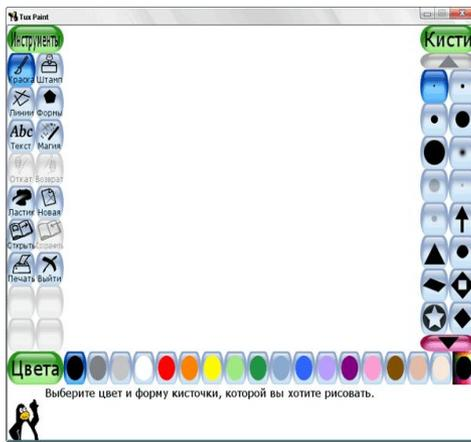 Tux Paint
Инструменты
Кисти
Краска Штамп
Линии Формы
Abc
Текст Магия
Откат Возврат
Ластик Новая
Открыть Сохранить
Печать Выйти
Цвета
Выберите цвет и форму кисточки, которой вы хотите рисовать.